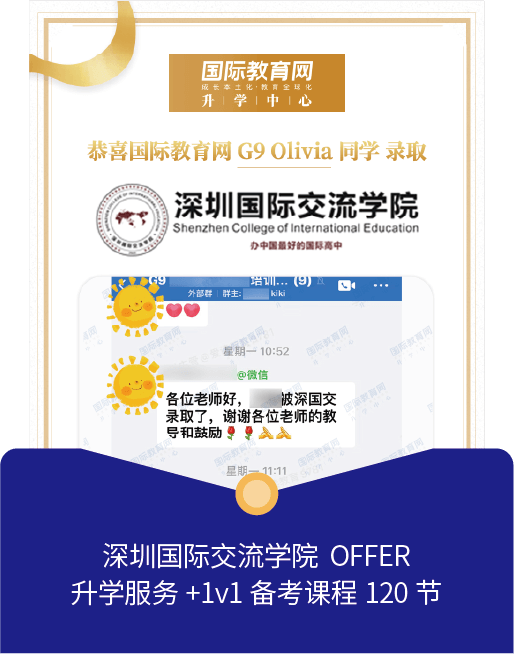 国际教育网
成长本土化·教育全球化
升 | 学 | 中 | 心
恭喜国际教育网 G9 Olivia 同学 录取
深圳国际交流学院
Shenzhen College of International Education
办中国最好的国际高中
G9 培训... (9)
外部群 | 群主: kiki
星期一 10:52
@微信
各位老师好， 被深国交
录取了，谢谢各位老师的教
导和鼓励🌹🌹🙏🙏
星期一 11:11
深圳国际交流学院 OFFER
升学服务 +1v1 备考课程 120 节